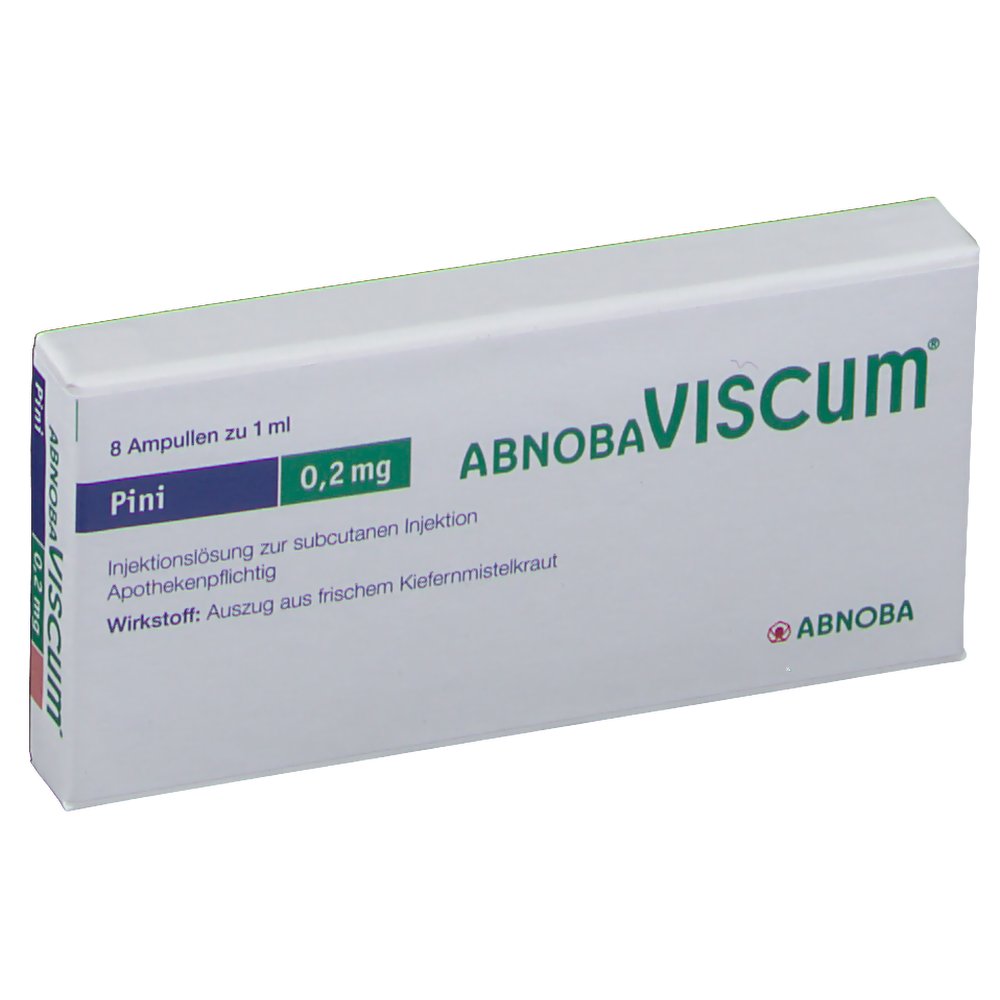 8 Ampullen zu 1 ml
Pini 0,2 mg
ABNOBAVISCUM®
Injektionslösung zur subcutanen Injektion
Apothekenpflichtig
Wirkstoff: Auszug aus frischem Kiefernmistelkraut
ABNOBA
Pini
ABNOBAVISCUM®
0,2 mg